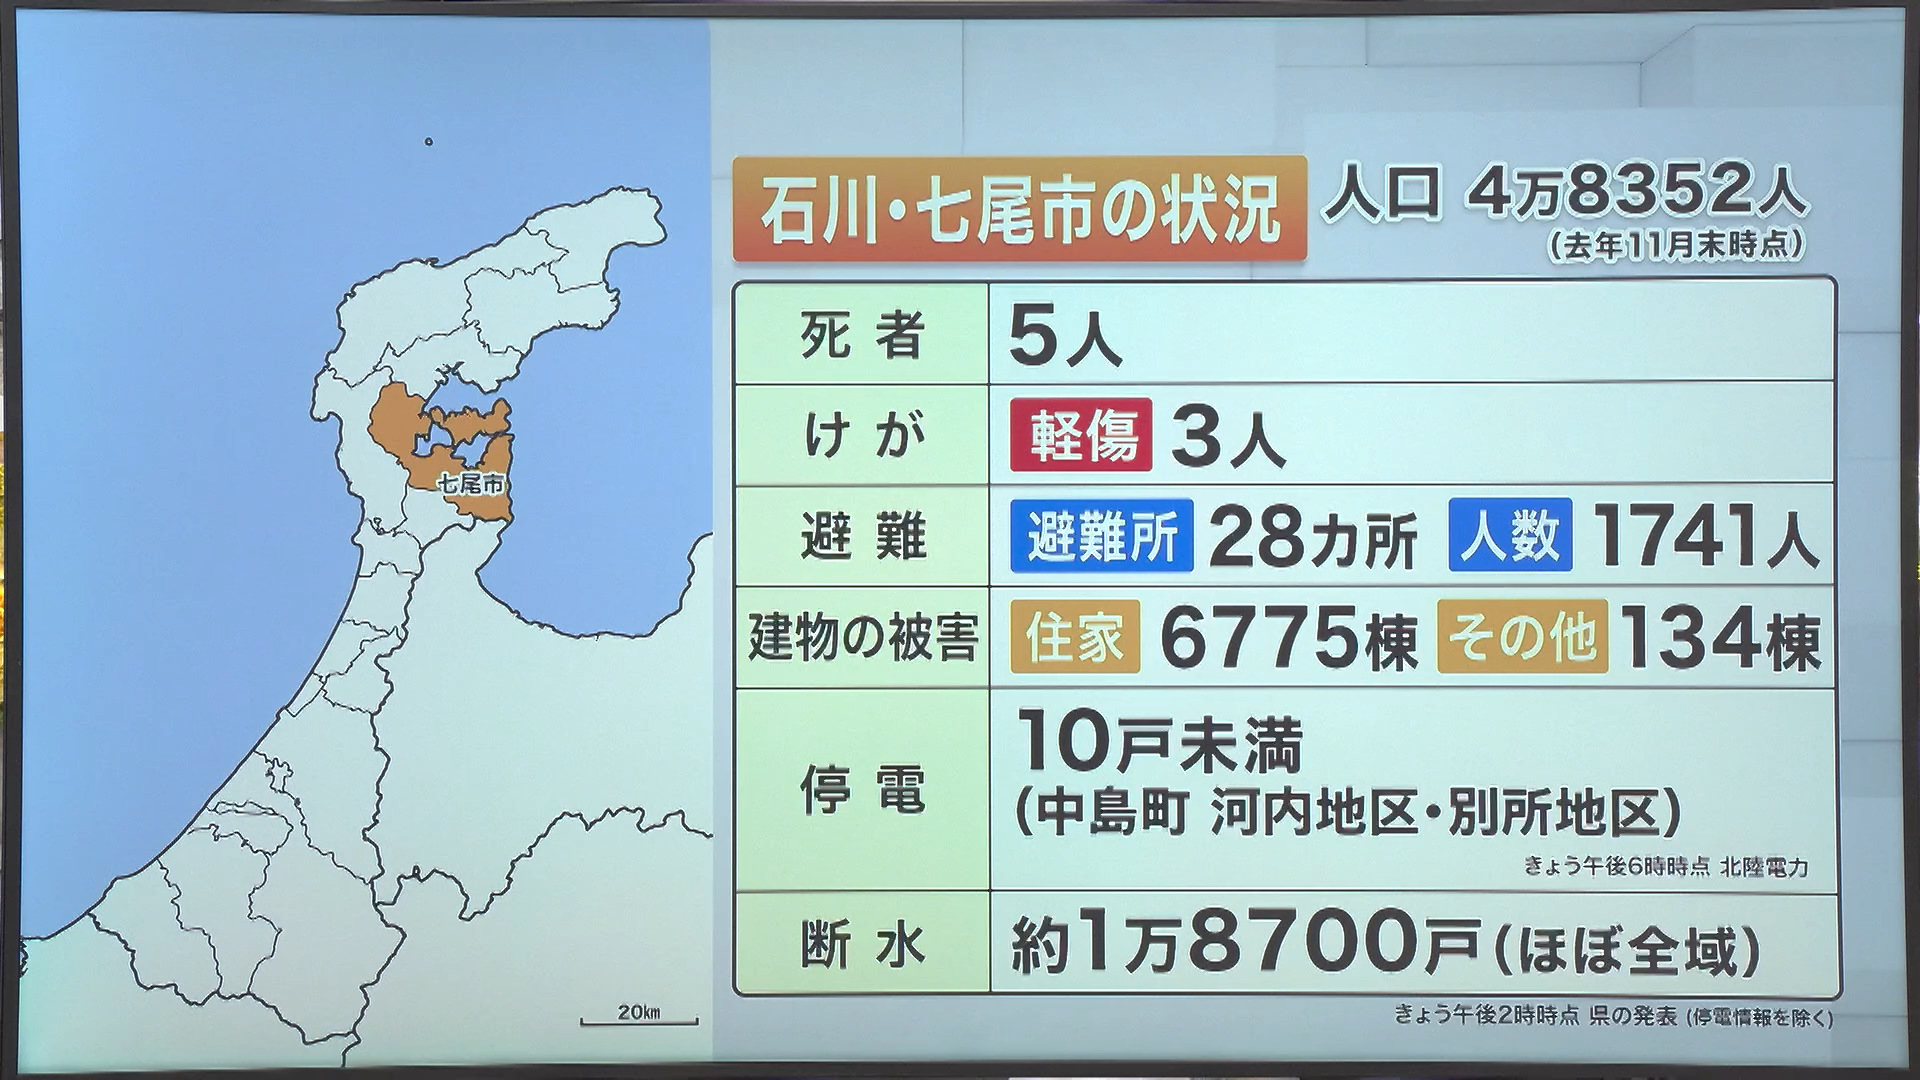 石川・七尾市の状況
人口 4万8352人
(去年11月末時点)
死者 5人
けが 軽傷 3人
避難 避難所 28カ所 人数 1741人
建物の被害 住家 6775棟 その他 134棟
停電 10戸未満
(中島町 河内地区・別所地区)
きょう午後6時時点 北陸電力
断水 約1万8700戸(ほぼ全域)
きょう午後2時時点 県の発表(停電情報を除く)
七尾市
20km